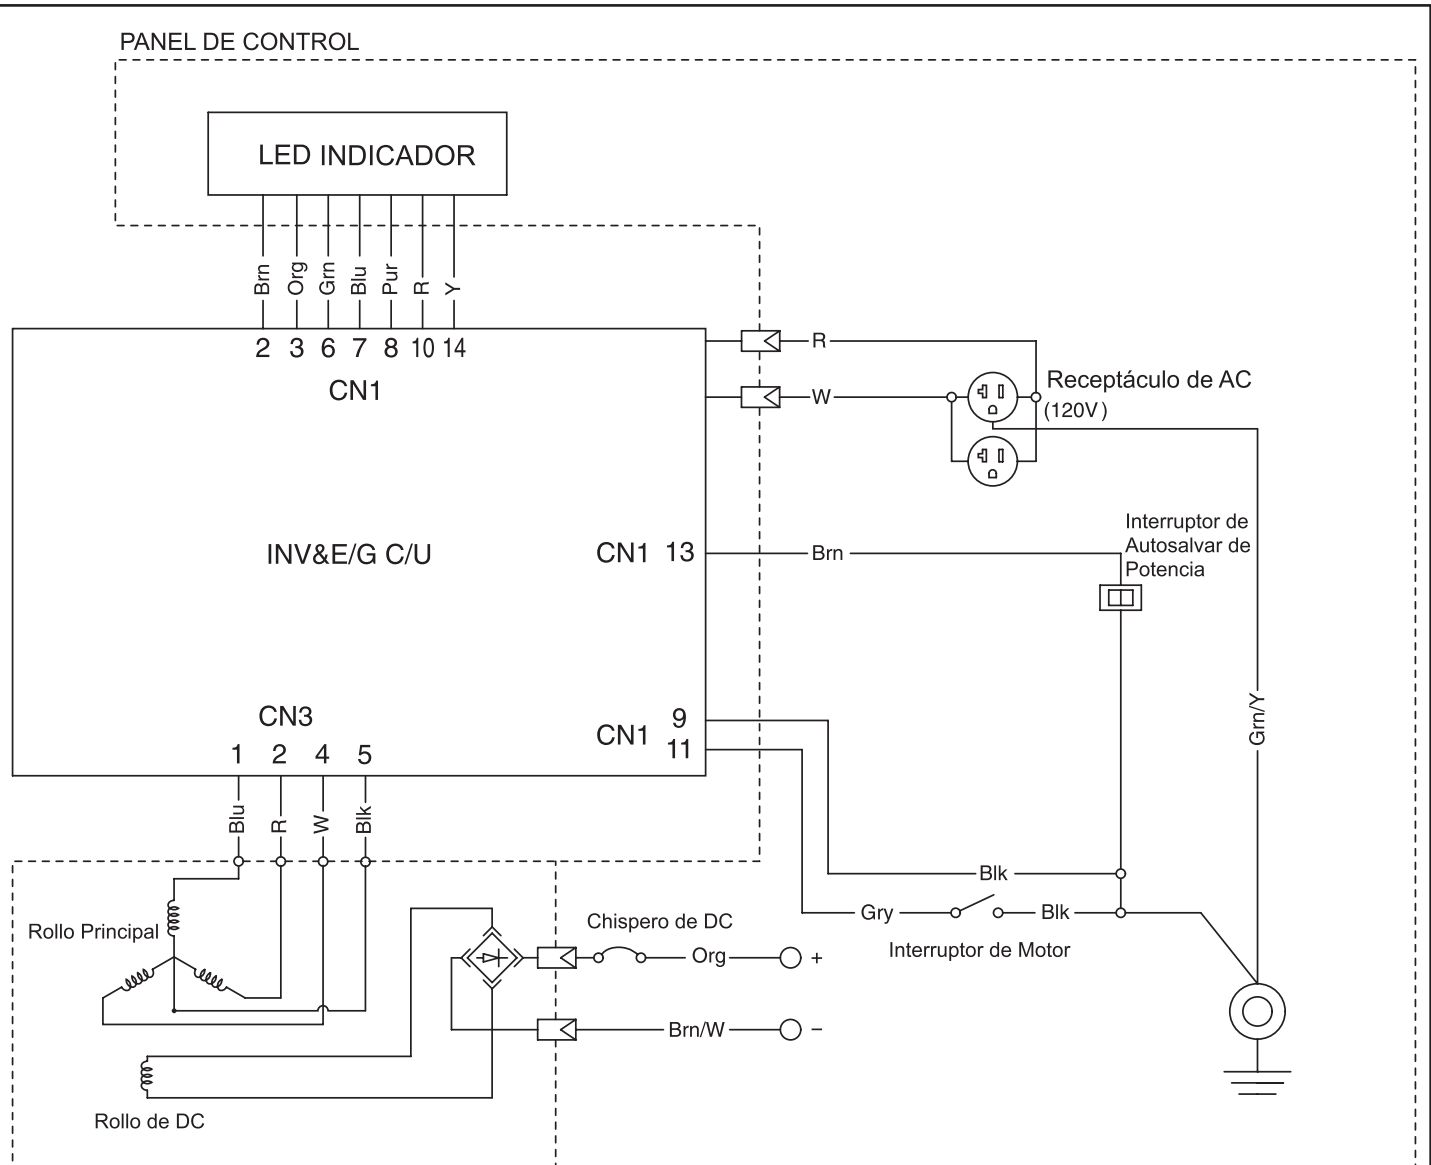 PANEL DE CONTROL
LED INDICADOR
Brn Org Grn Blu Pur R Y
2 3 6 7 8 10 14
CN1
R
W
Receptáculo de AC
(120V)
INV&E/G C/U
CN1 13
Brn
Interruptor de
Autosalvar de
Potencia
Grn/Y
CN3
1 2 4 5
CN1
9
11
Blu R W Blk
Blk
Gry
Blk
Interruptor de Motor
Rollo Principal
Chispero de DC
Org
+
Brn/W
−
Rollo de DC